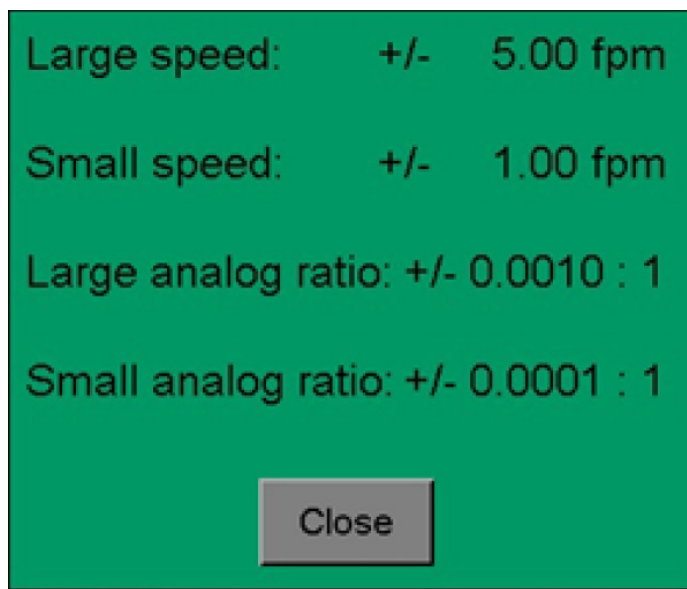 Large speed: +/- 5.00 fpm
Small speed: +/- 1.00 fpm
Large analog ratio: +/- 0.0010 : 1
Small analog ratio: +/- 0.0001 : 1
Close